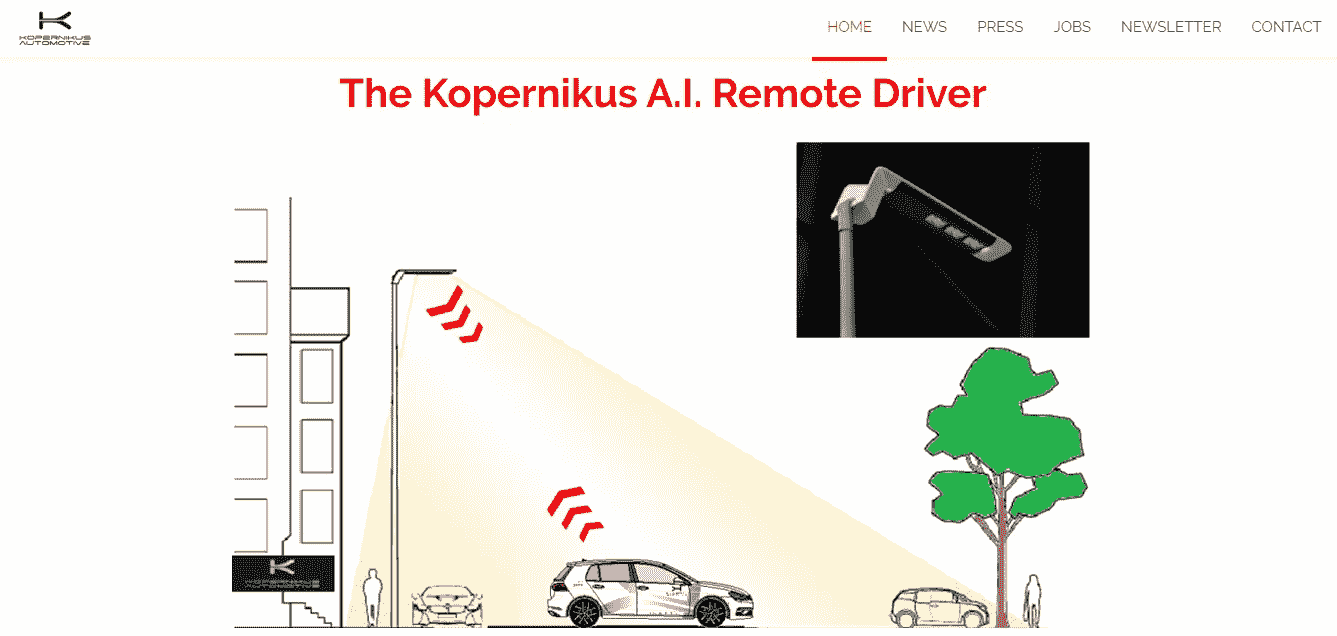 KOPERNIKUS
AUTOMOTIVE
HOME NEWS PRESS JOBS NEWSLETTER CONTACT
The Kopernikus A.I. Remote Driver